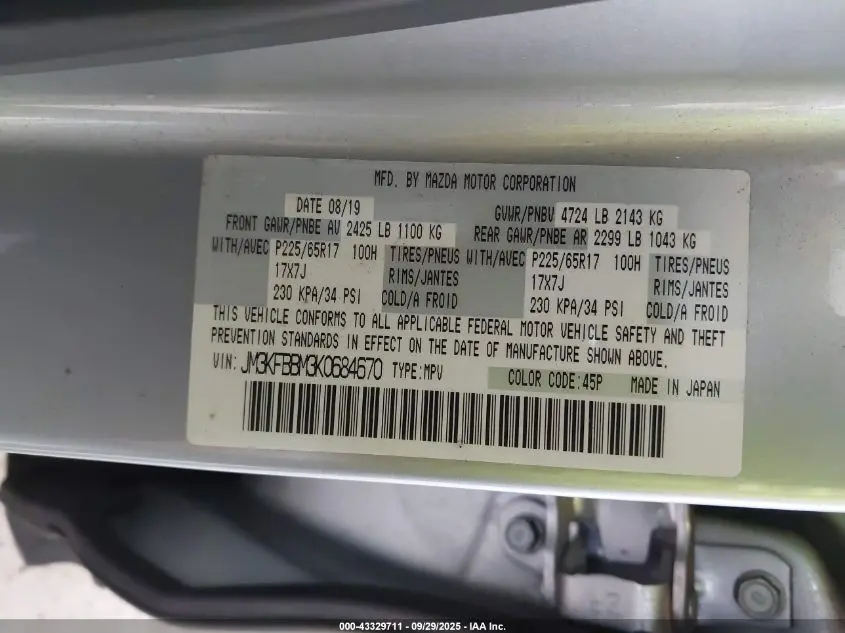 MFD. BY MAZDA MOTOR CORPORATION
DATE 08/19 GVWR/PNBV 4724 LB 2143 KG
FRONT GAWR/PNBE AV 2425 LB 1100 KG REAR GAWR/PNBE AR 2299 LB 1043 KG
WITH/AVEC P225/65R17 100H TIRES/PNEUS WITH/AVEC P225/65R17 100H TIRES/PNEUS
17X7J RIMS/JANTES 17X7J RIMS/JANTES
230 KPA/34 PSI COLD/A FROID 230 KPA/34 PSI COLD/A FROID
THIS VEHICLE CONFORMS TO ALL APPLICABLE FEDERAL MOTOR VEHICLE SAFETY AND THEFT
PREVENTION STANDARDS IN EFFECT ON THE DATE OF MANUFACTURE SHOWN ABOVE.
VIN: JM3KFBBM3K0684670 TYPE:MPV COLOR CODE:45P MADE IN JAPAN
000-43329711 - 09/29/2025 - IAA Inc.